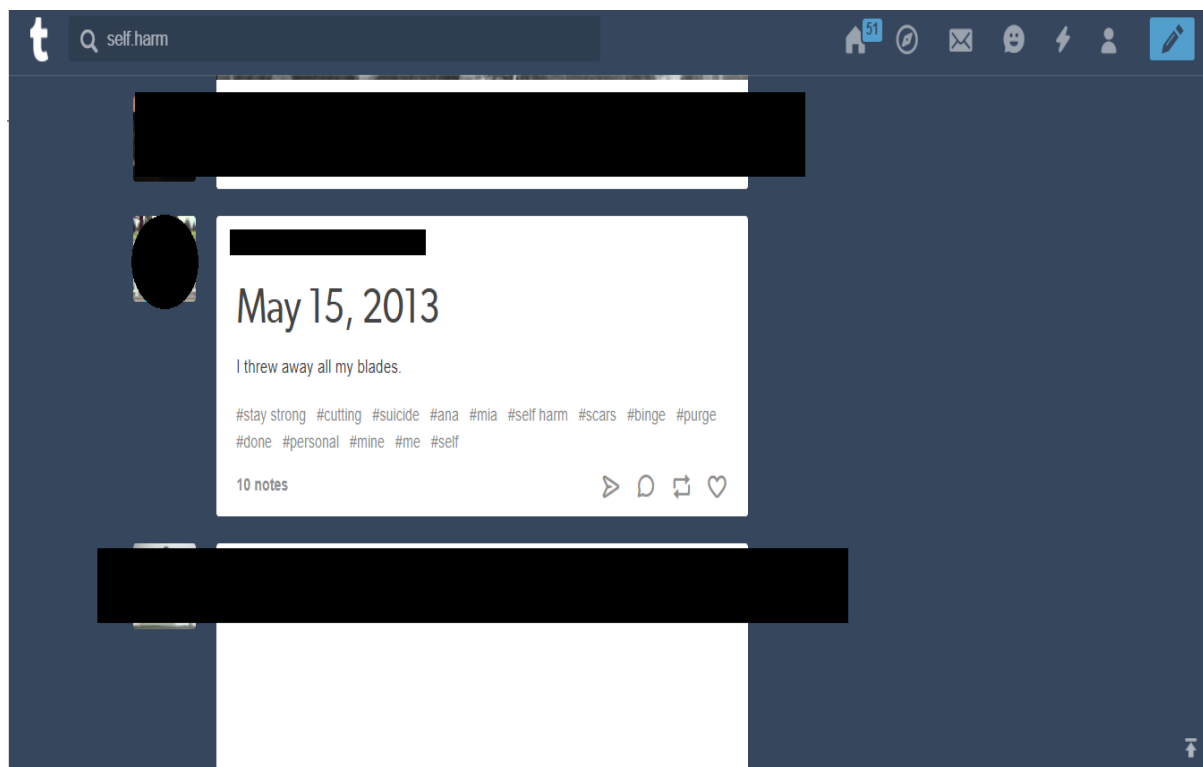 t
self.harm
51
May 15, 2013
I threw away all my blades.
#stay strong #cutting #suicide #ana #mia #self harm #scars #binge #purge
#done #personal #mine #me #self
10 notes